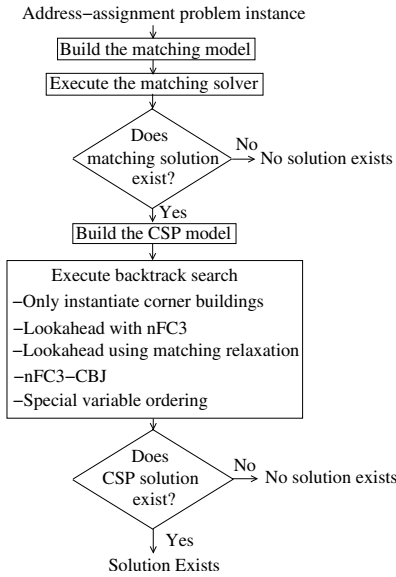 Address−assignment problem instance
Build the matching model
Execute the matching solver
Does
matching solution
exist?
No
No solution exists
Yes
Build the CSP model
Execute backtrack search
−Only instantiate corner buildings
−Lookahead with nFC3
−Lookahead using matching relaxation
−nFC3−CBJ
−Special variable ordering
Does
CSP solution
exist?
No
No solution exists
Yes
Solution Exists